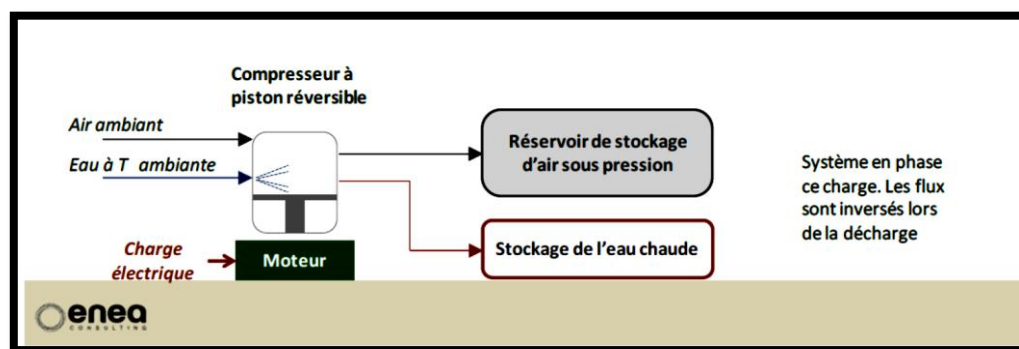 Compresseur à
piston réversible
Air ambiant
Eau à T ambiante
Réservoir de stockage
d'air sous pression
Système en phase
ce charge. Les flux
sont inversés lors
de la décharge
Stockage de l'eau chaude
Charge
électrique
Moteur
enea
CONSULTING